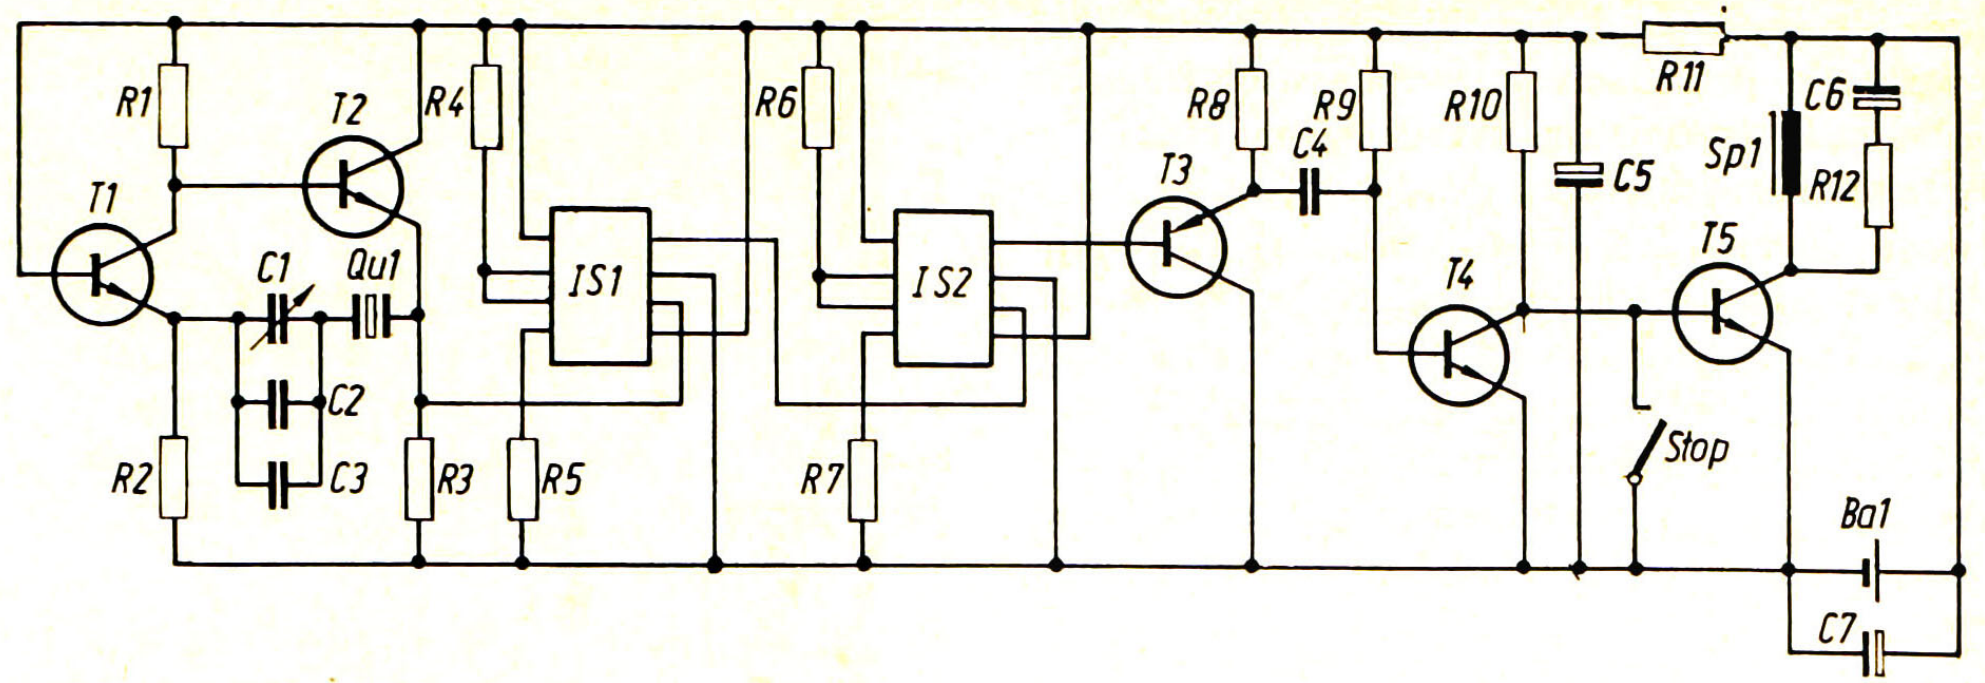 R1
T2
R4
R6
R8
R9
R10
R11
C6
T1
C4
T3
C5
Sp1
R12
C1
Qu1
IS1
IS2
T4
T5
C2
R2
C3
R3
R5
R7
Stop
Ba1
C7